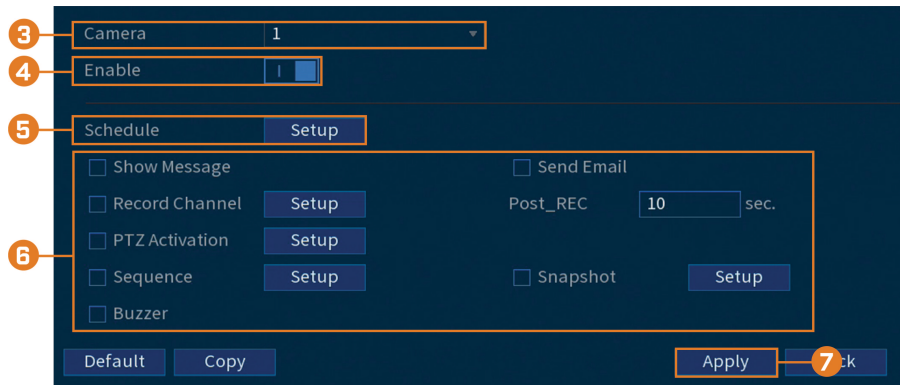 3 Camera 1
4 Enable
5 Schedule Setup
Show Message Send Email
Record Channel Setup Post_REC 10 sec.
PTZ Activation Setup
6
Sequence Setup Snapshot Setup
Buzzer
Default Copy Apply 7